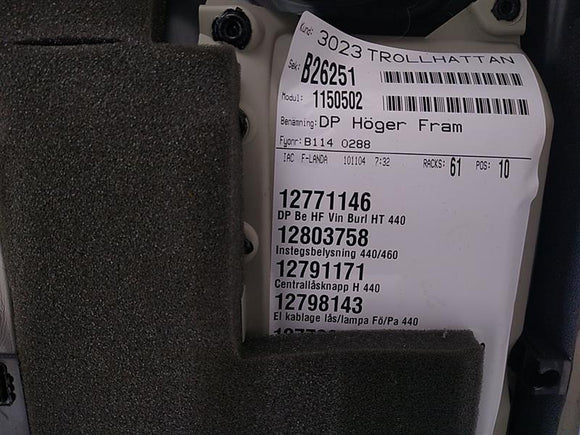 Kund: 3023 TROLLHATTAN
Sek: B26251
Modul: 1150502
Benämning: DP Höger Fram
Fyonr: B114 0288
IAC F-LANDA 101104 7:32 RACKS: 61 POS: 10
12771146
DP Be HF Vin Burl HT 440
12803758
Instegsbelysning 440/460
12791171
Centrallåsknapp H 440
12798143
El kablage lås/lampa Fö/Pa 440